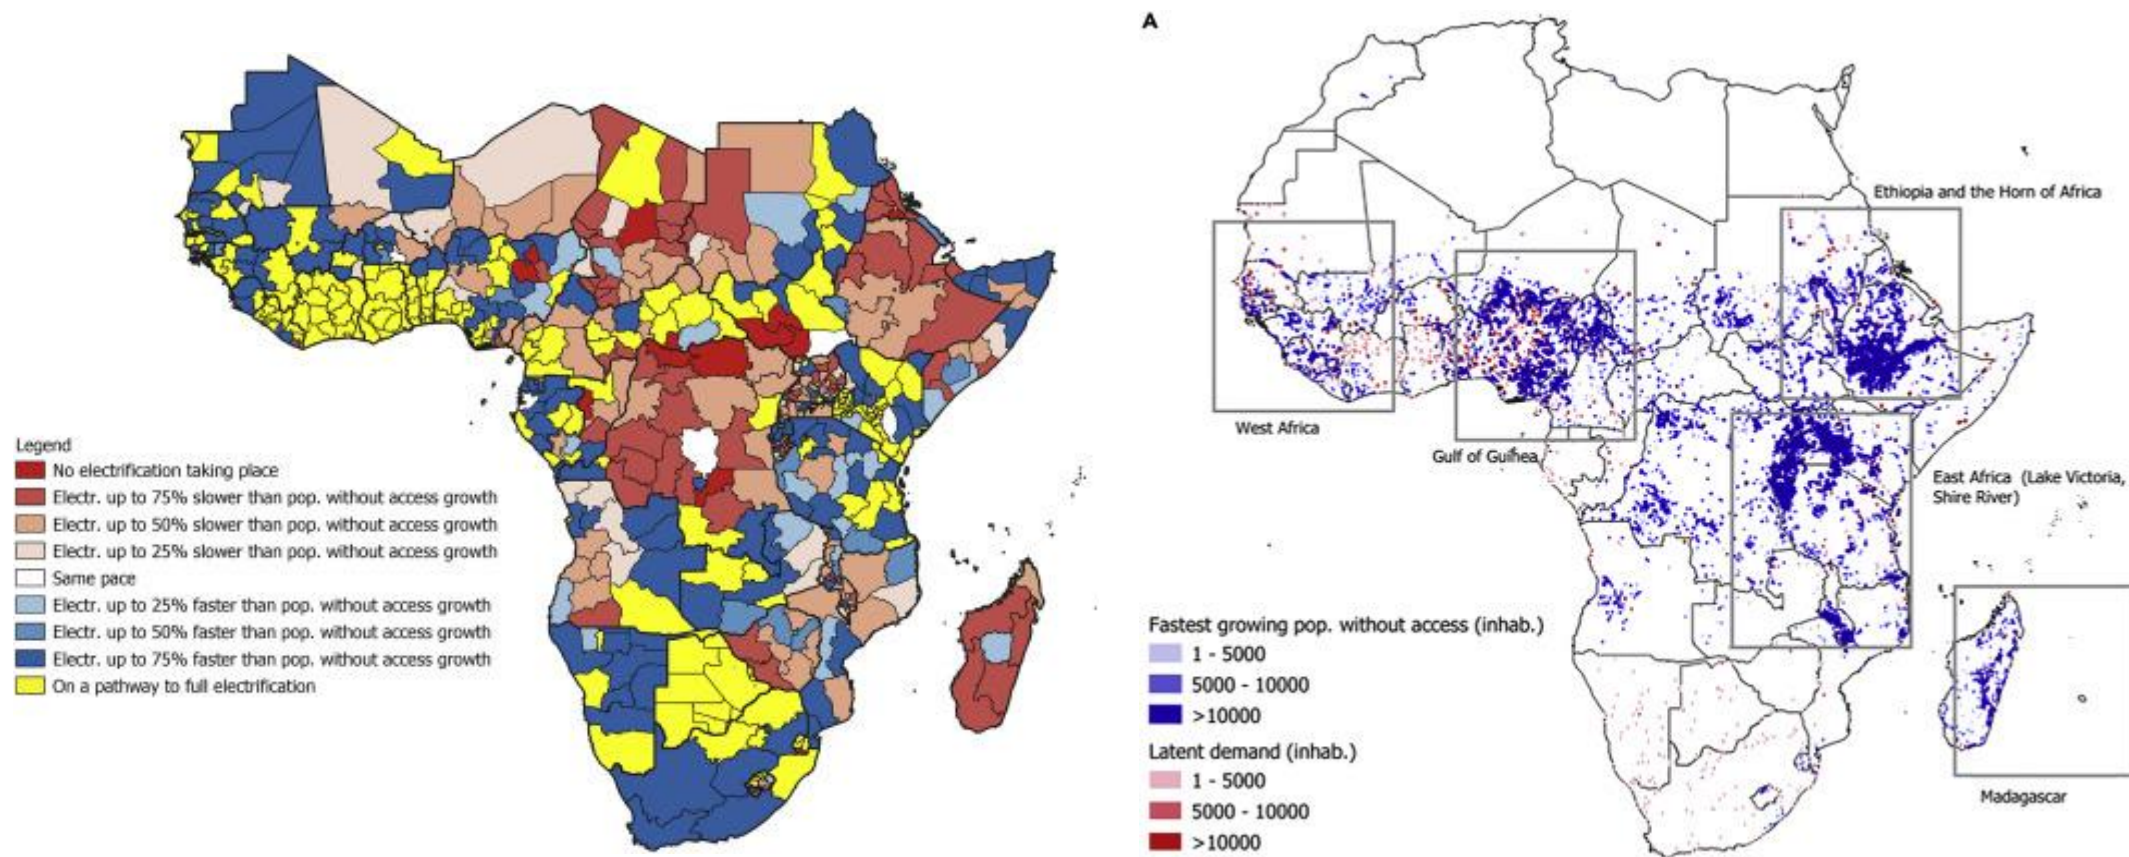 Legend
No electrification taking place
Electr. up to 75% slower than pop. without access growth
Electr. up to 50% slower than pop. without access growth
Electr. up to 25% slower than pop. without access growth
Same pace
Electr. up to 25% faster than pop. without access growth
Electr. up to 50% faster than pop. without access growth
Electr. up to 75% faster than pop. without access growth
On a pathway to full electrification
A
Ethiopia and the Horn of Africa
West Africa
Gulf of Guinea
East Africa (Lake Victoria,
Shire River)
Madagascar
Fastest growing pop. without access (inhab.)
1 - 5000
5000 - 10000
>10000
Latent demand (inhab.)
1 - 5000
5000 - 10000
>10000